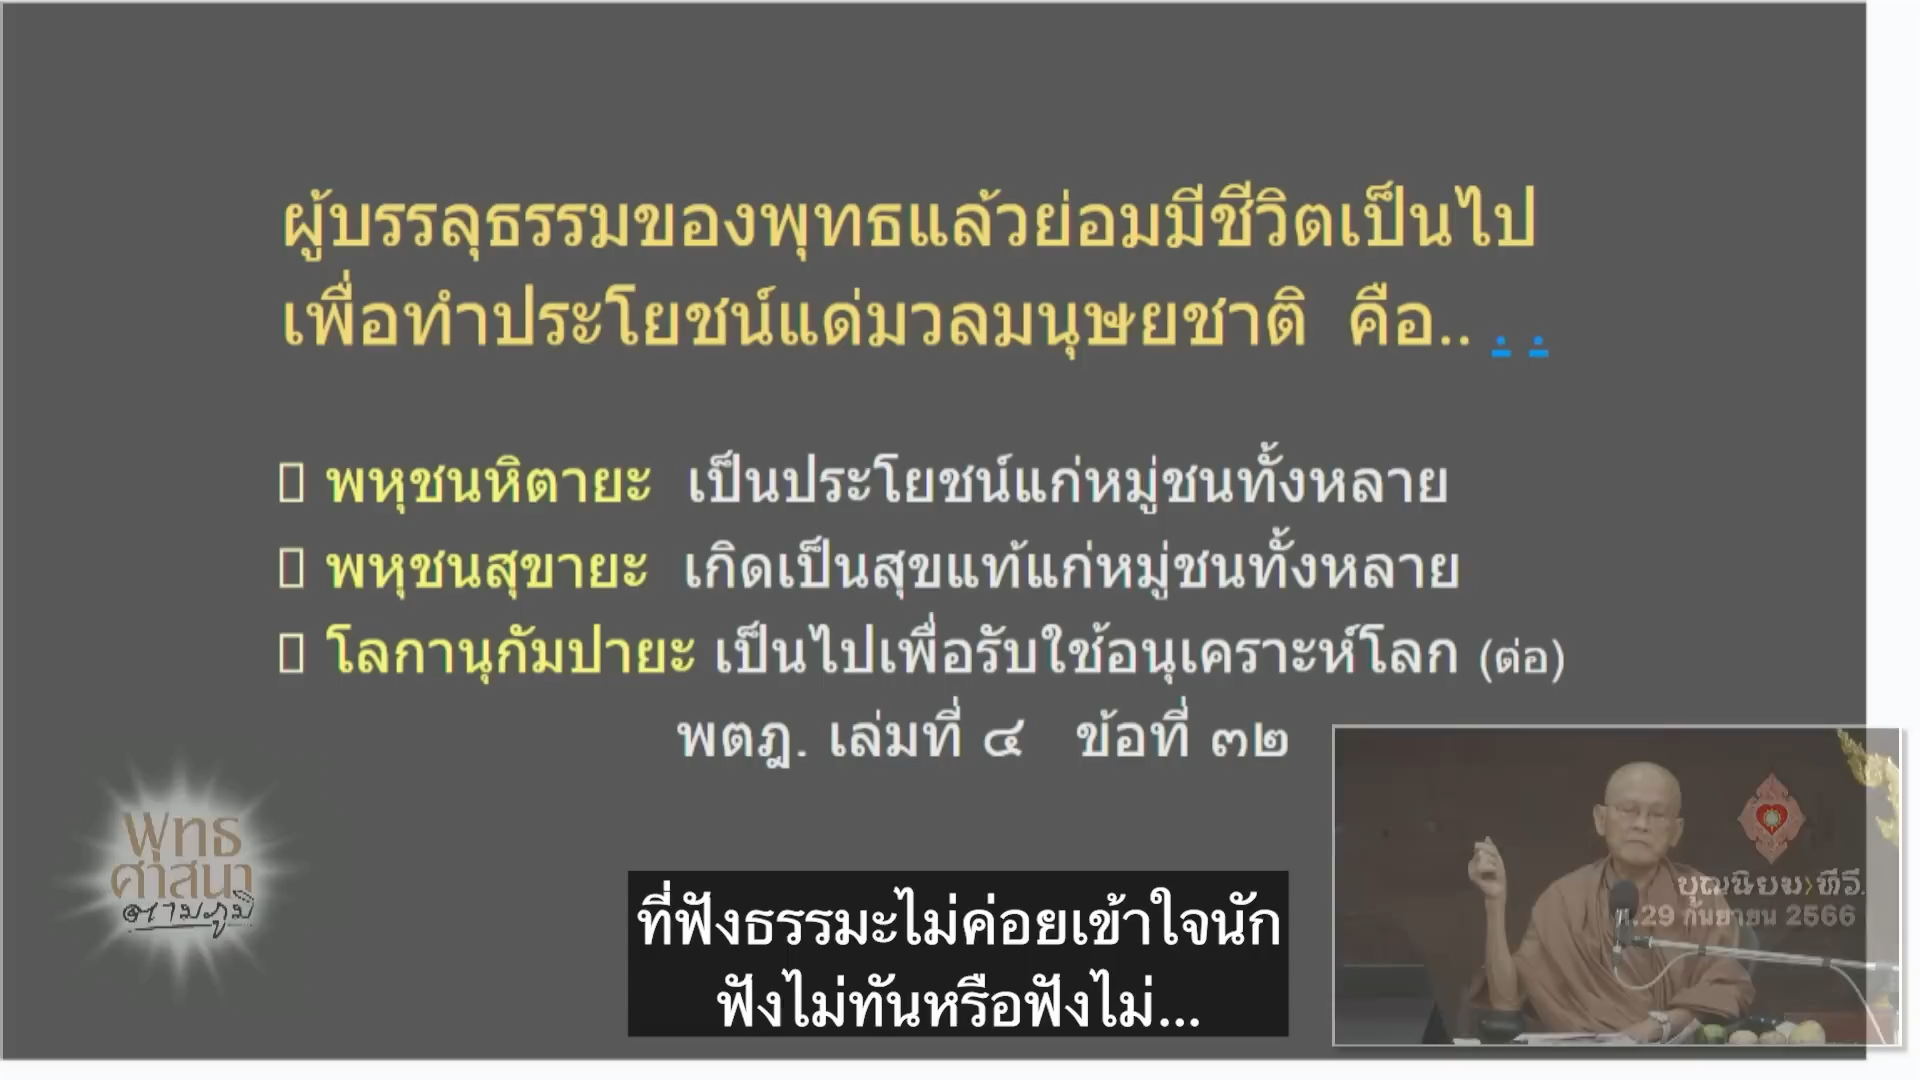 ผู้บรรลุธรรมของพุทธแล้วย่อมมีชีวิตเป็นไป
เพื่อทำประโยชน์แด่มวลมนุษยชาติ คือ.. . .
พหุชนหิตายะ เป็นประโยชน์แก่หมู่ชนทั้งหลาย
พหุชนสุขายะ เกิดเป็นสุขแท้แก่หมู่ชนทั้งหลาย
โลกานุกัมปายะ เป็นไปเพื่อรับใช้อนุเคราะห์โลก (ต่อ)
พตฎ. เล่มที่ ๔ ข้อที่ ๓๒
พุทธ
ศาสนา
ตามภูมิ
บุญนิยมทีวี
29 กันยายน 2566
ที่ฟังธรรมะไม่ค่อยเข้าใจนัก
ฟังไม่ทันหรือฟังไม่...